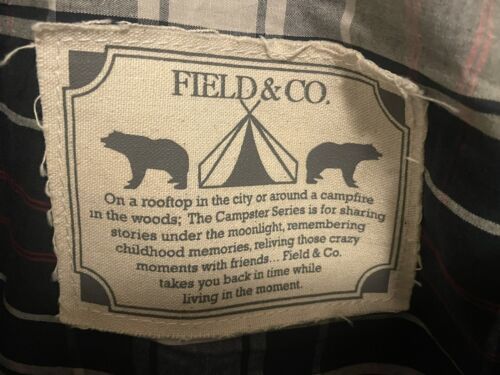 FIELD & CO.
On a rooftop in the city or around a campfire
in the woods; The Campster Series is for sharing
stories under the moonlight, remembering
childhood memories, reliving those crazy
moments with friends... Field & Co.
takes you back in time while
living in the moment.